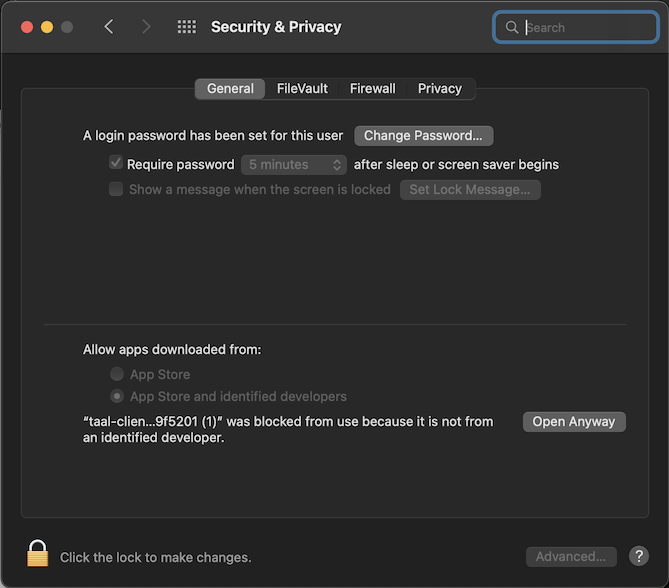 Security & Privacy
Search
General
FileVault
Firewall
Privacy
A login password has been set for this user
Change Password...
Require password
5 minutes
after sleep or screen saver begins
Show a message when the screen is locked
Set Lock Message...
Allow apps downloaded from:
App Store
App Store and identified developers
“taal-clien...9f5201 (1)” was blocked from use because it is not from
an identified developer.
Open Anyway
Click the lock to make changes.
Advanced...
?